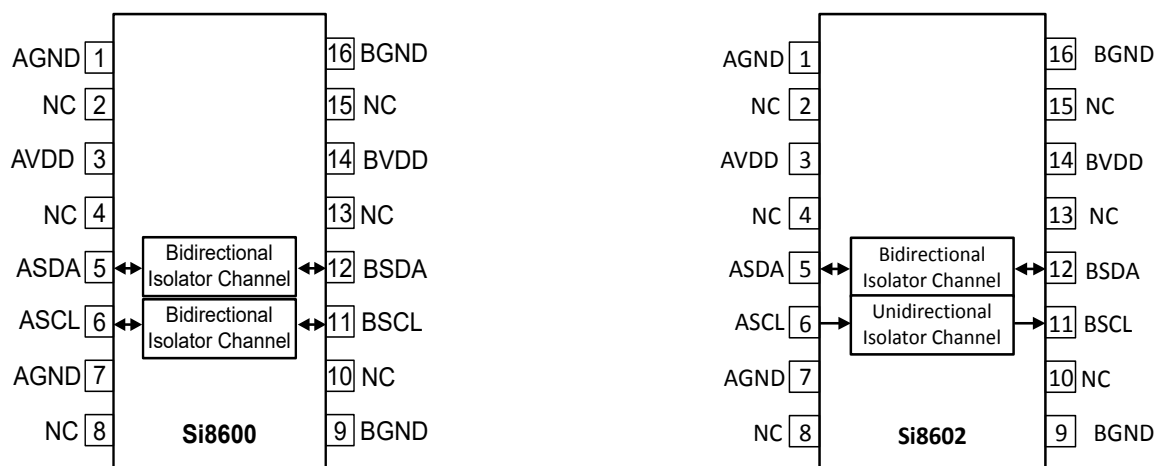 AGND 1 16 BGND
NC 2 15 NC
AVDD 3 14 BVDD
NC 4 13 NC
ASDA 5 Bidirectional Isolator Channel 12 BSDA
ASCL 6 Bidirectional Isolator Channel 11 BSCL
AGND 7 10 NC
NC 8 Si8600 9 BGND
AGND 1 16 BGND
NC 2 15 NC
AVDD 3 14 BVDD
NC 4 13 NC
ASDA 5 Bidirectional Isolator Channel 12 BSDA
ASCL 6 Unidirectional Isolator Channel 11 BSCL
AGND 7 10 NC
NC 8 Si8602 9 BGND